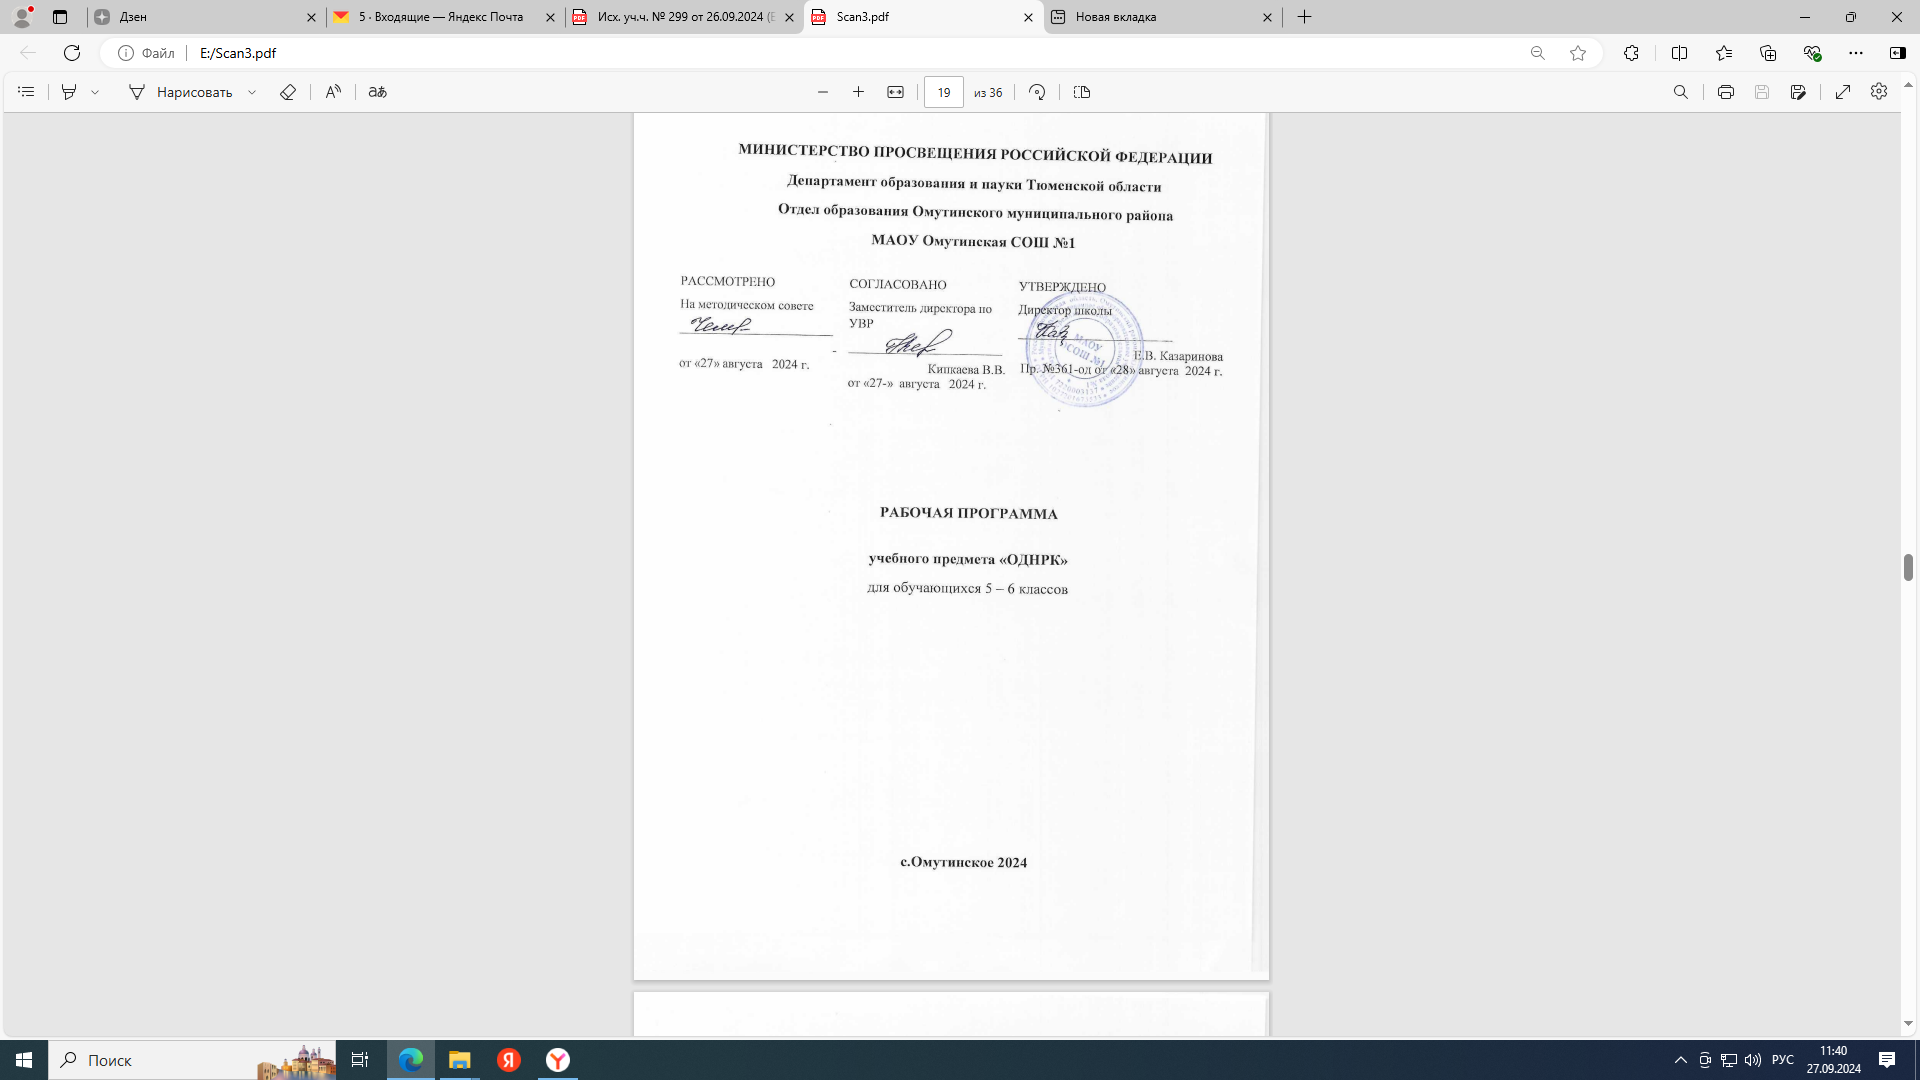 Дзен
5 · Входящие — Яндекс Почта
Исх. уч.ч. № 299 от 26.09.2024 (
Scan3.pdf
Новая вкладка
Файл
E:/Scan3.pdf
Нарисовать
19
из 36
МИНИСТЕРСТВО ПРОСВЕЩЕНИЯ РОССИЙСКОЙ ФЕДЕРАЦИИ
Департамент образования и науки Тюменской области
Отдел образования Омутинского муниципального района
МАОУ Омутинская СОШ №1
РАССМОТРЕНО
На методическом совете
от «27» августа 2024 г.
СОГЛАСОВАНО
Заместитель директора по
УВР
Кипкаева В.В.
от «27-» августа 2024 г.
УТВЕРЖДЕНО
Директор школы
МАОУ
ОСОШ №1
Е.В. Казаринова
Пр. №361-од от «28» августа 2024 г.
РАБОЧАЯ ПРОГРАММА
учебного предмета «ОДНРК»
для обучающихся 5 – 6 классов
с.Омутинское 2024
Поиск
РУС
11:40
27.09.2024